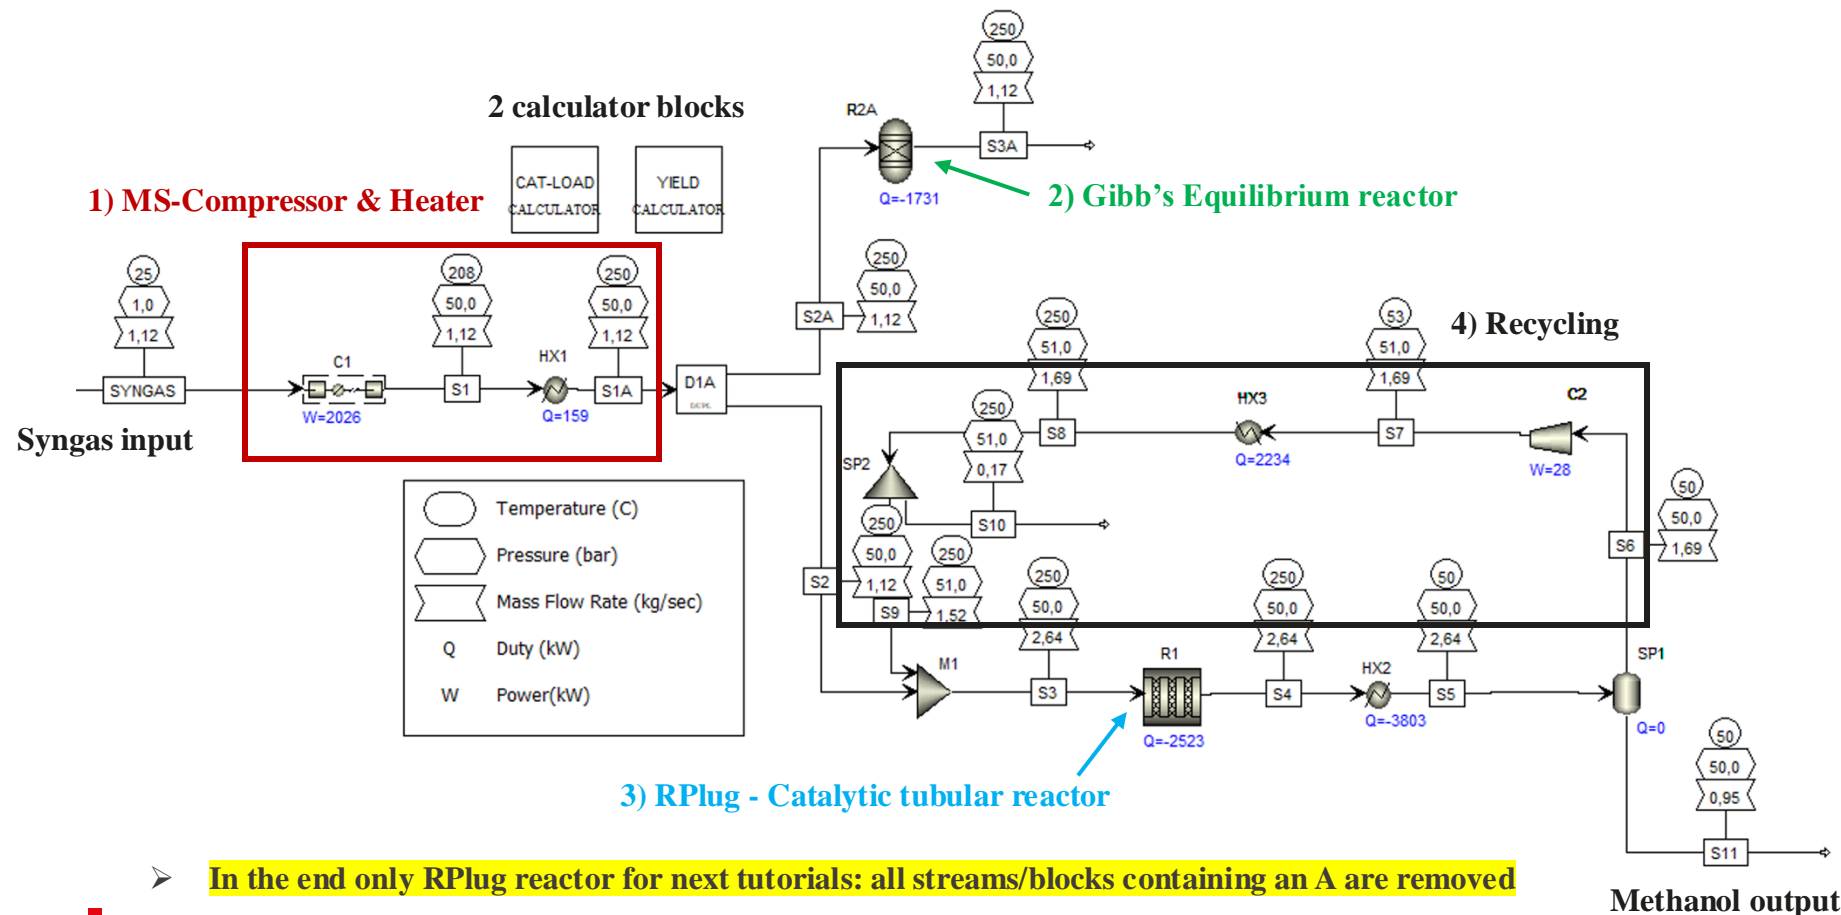 250
50,0
1,12
R2A
S3A
2 calculator blocks
CAT-LOAD
CALCULATOR
YIELD
CALCULATOR
1) MS-Compressor & Heater
Q=-1731
2) Gibb's Equilibrium reactor
25
1,0
1,12
208
50,0
1,12
250
50,0
1,12
250
50,0
1,12
S2A
250
51,0
1,69
53
51,0
1,69
4) Recycling
C1
HX1
SYNGAS
S1
S1A
D1A
DUPL
W=2026
Q=159
Syngas input
250
51,0
0,17
S8
HX3
Q=2234
S7
C2
W=28
SP2
S10
50
50,0
1,69
S6
Temperature (C)
Pressure (bar)
Mass Flow Rate (kg/sec)
Q Duty (kW)
W Power(kW)
250
50,0
1,12
S2
250
51,0
1,52
S9
250
50,0
2,64
250
50,0
2,64
50
50,0
2,64
M1
S3
R1
Q=-2523
S4
HX2
Q=-3803
S5
SP1
Q=0
50
50,0
0,95
S11
3) RPlug - Catalytic tubular reactor
➢ In the end only RPlug reactor for next tutorials: all streams/blocks containing an A are removed
Methanol output